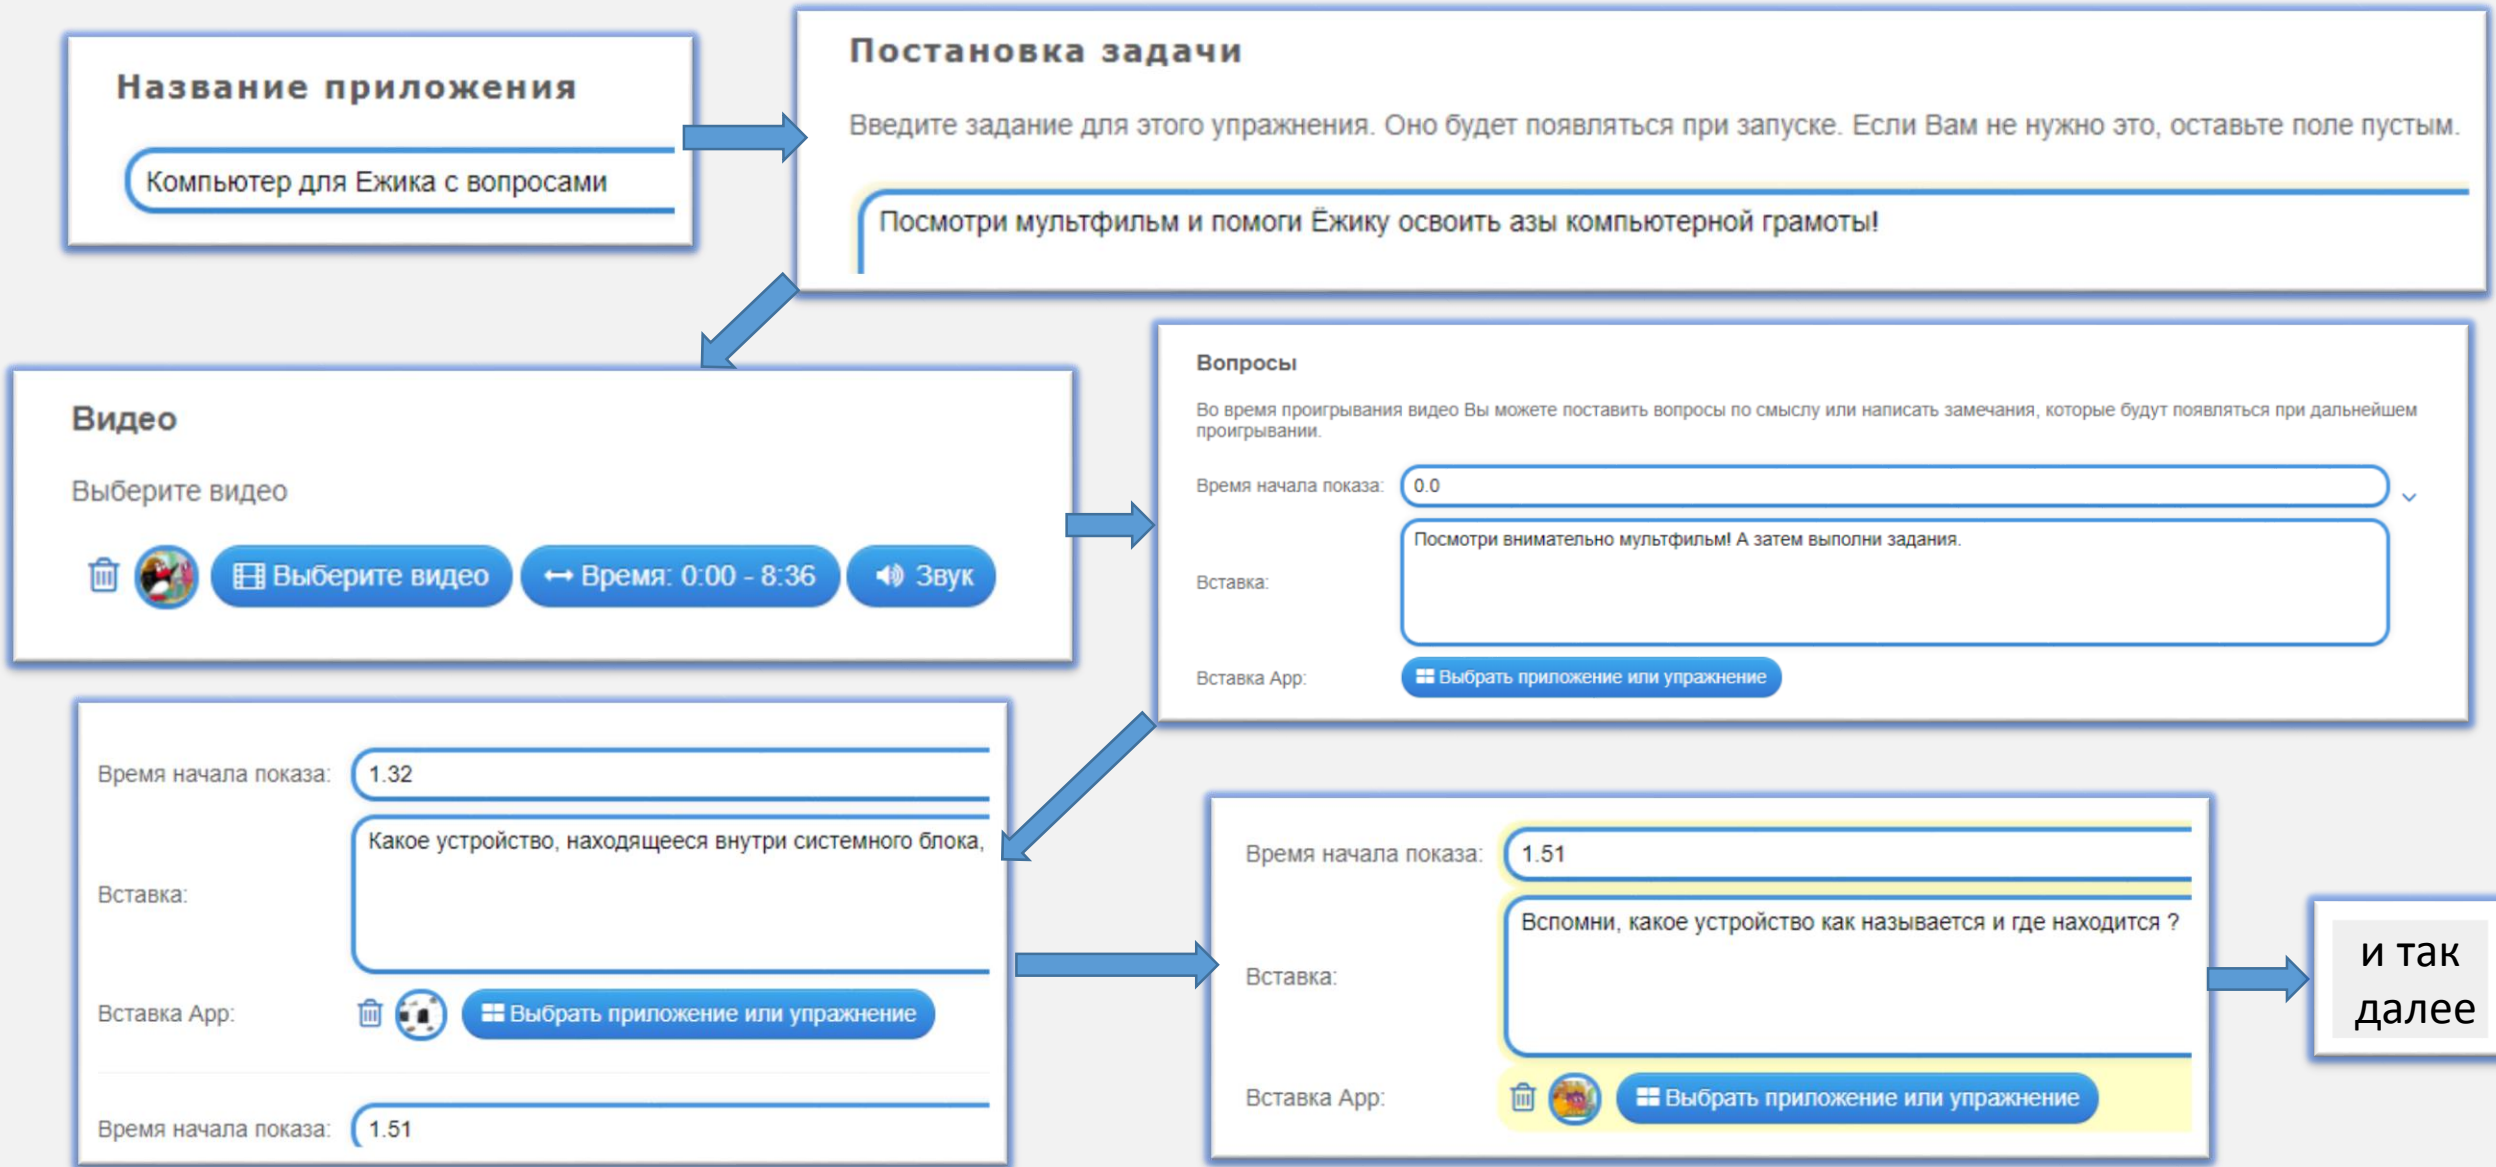 Название приложения
Компьютер для Ежика с вопросами
Постановка задачи
Введите задание для этого упражнения. Оно будет появляться при запуске. Если Вам не нужно это, оставьте поле пустым.
Посмотри мультфильм и помоги Ёжику освоить азы компьютерной грамоты!
Видео
Выберите видео
Выберите видео
Время: 0:00 - 8:36
Звук
Вопросы
Во время проигрывания видео Вы можете поставить вопросы по смыслу или написать замечания, которые будут появляться при дальнейшем
проигрывании.
Время начала показа: 0.0
Посмотри внимательно мультфильм! А затем выполни задания.
Вставка:
Вставка App: Выбрать приложение или упражнение
Время начала показа: 1.32
Какое устройство, находящееся внутри системного блока,
Вставка:
Вставка App: Выбрать приложение или упражнение
Время начала показа: 1.51
Время начала показа: 1.51
Вспомни, какое устройство как называется и где находится ?
Вставка:
Вставка App: Выбрать приложение или упражнение
и так
далее